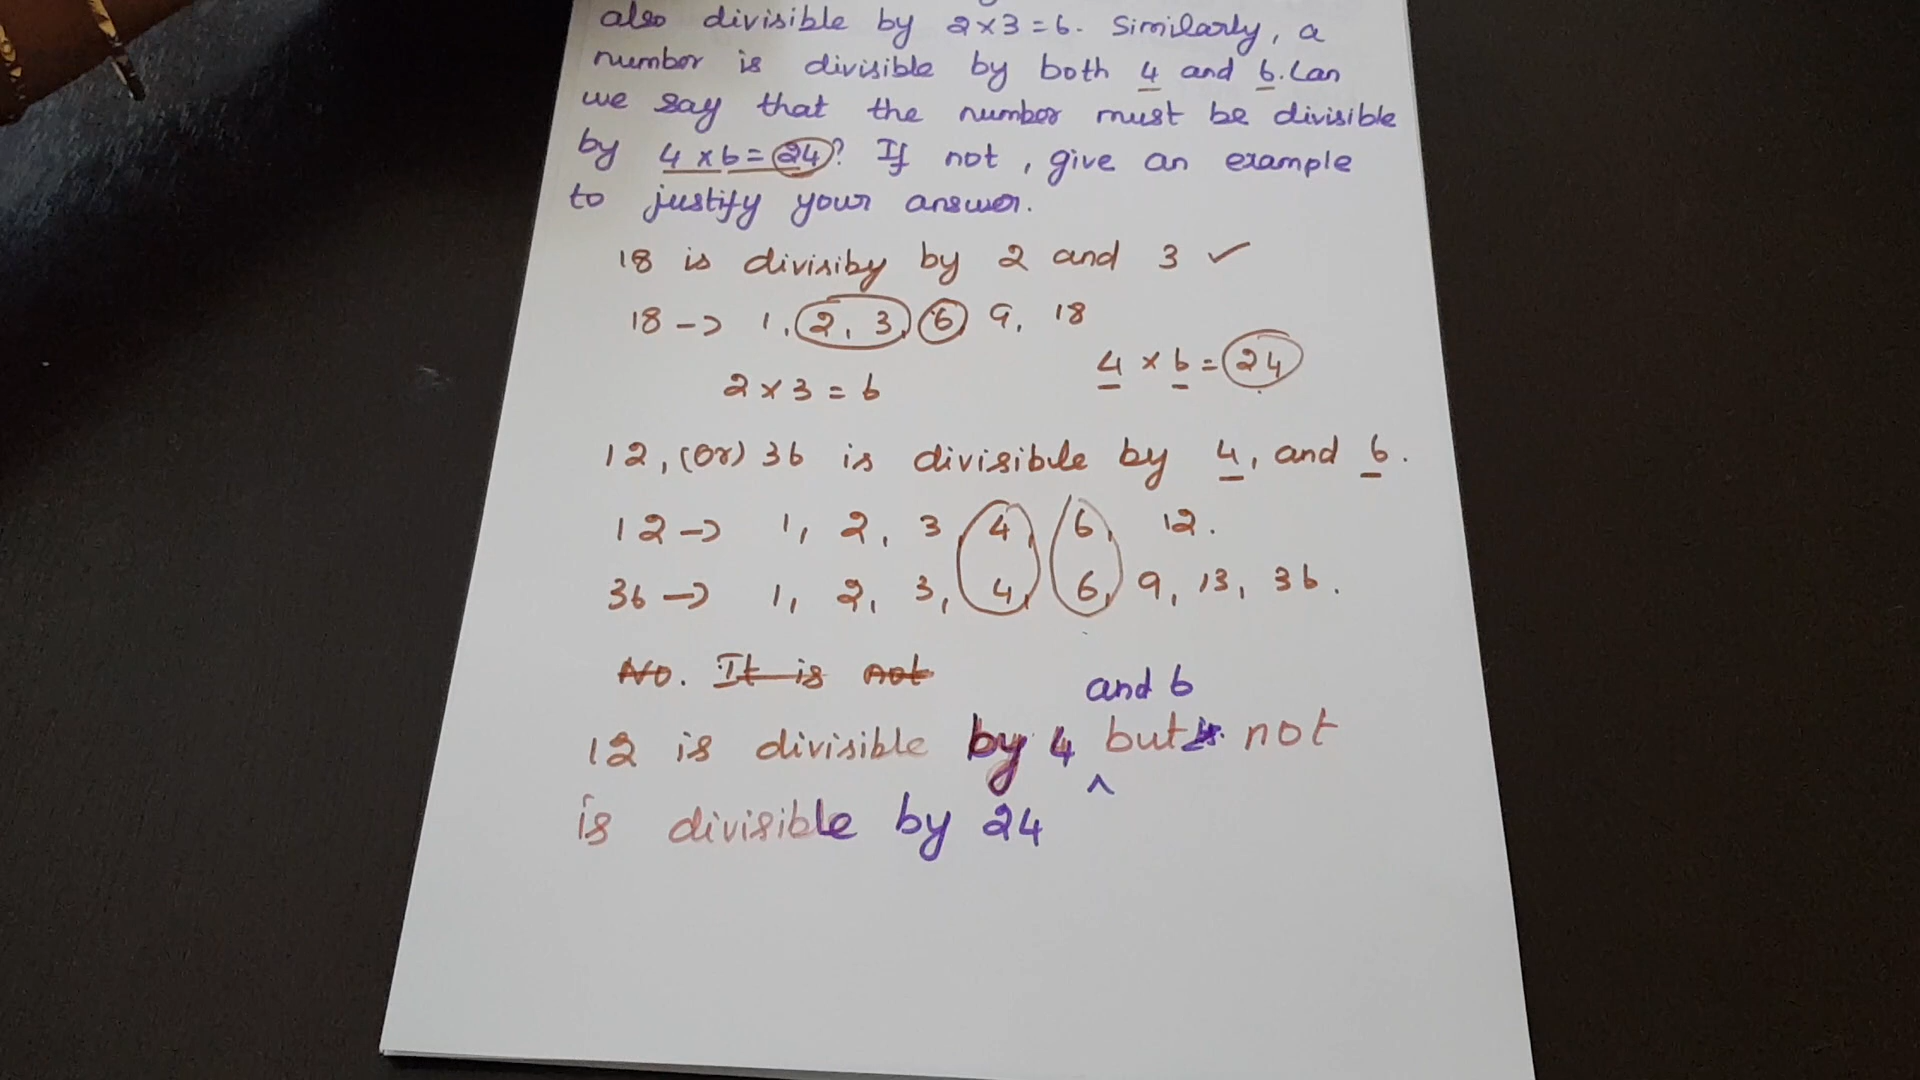 also divisible by 2×3=6. Similarly, a
number is divisible by both 4 and 6. Can
we say that the number must be divisible
by 4×6=24? If not, give an example
to justify your answer.
18 is divisiby by 2 and 3 ✓
18 -> 1, 2, 3, 6, 9, 18
4 × 6 = 24
2 × 3 = 6
12, (or) 36 is divisible by 4, and 6.
12 -> 1, 2, 3, 4, 6, 12.
36 -> 1, 2, 3, 4, 6, 9, 13, 36.
No. It is not
and 6
12 is divisible by 4 ^ but not
is divisible by 24